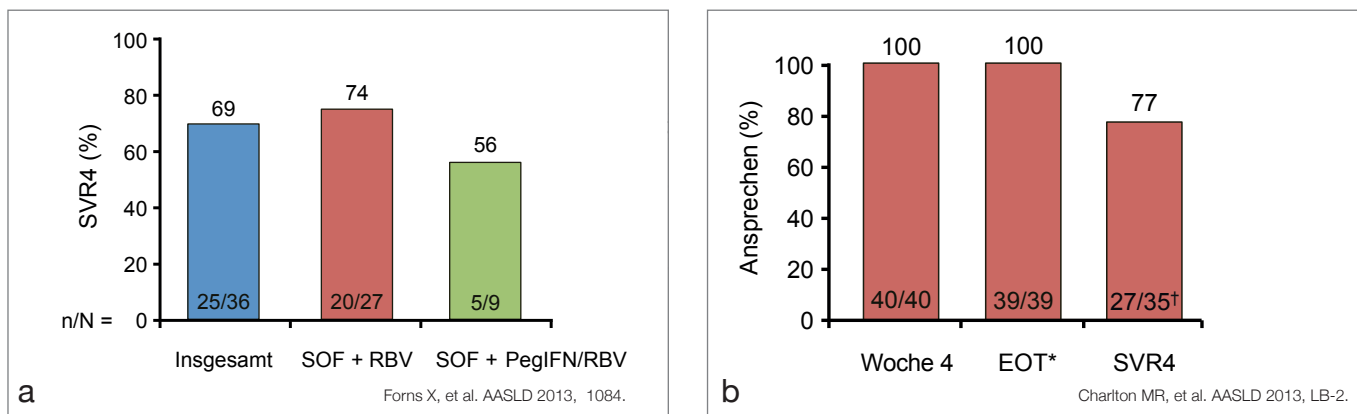 100
80
60
40
20
0
SVR4 (%)
69
74
56
n/N =
25/36
20/27
5/9
Insgesamt
SOF + RBV
SOF + PegIFN/RBV
a
Forns X, et al. AASLD 2013, 1084.
100
80
60
40
20
0
Ansprechen (%)
100
100
77
40/40
39/39
27/35†
Woche 4
EOT*
SVR4
b
Charlton MR, et al. AASLD 2013, LB-2.